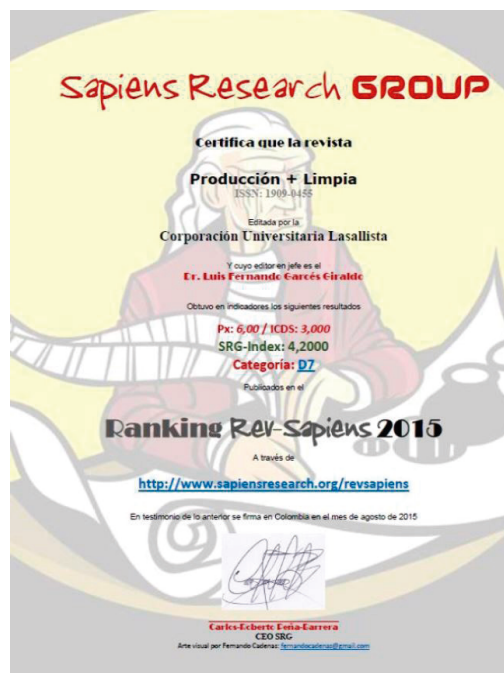 Sapiens Research GROUP
Certifica que la revista
Producción + Limpia
ISSN: 1909-0455
Editada por la
Corporación Universitaria Lasallista
Y cuyo editor en jefe es el
Dr. Luis Fernando Garcés Giraldo
Obtuvo en indicadores los siguientes resultados
Px: 6,00 / ICDS: 3,000
SRG-Index: 4,2000
Categoría: D7
Publicados en el
Ranking Rev-Sapiens 2015
A través de
http://www.sapiensresearch.org/revsapiens
En testimonio de lo anterior se firma en Colombia en el mes de agosto de 2015
Carlos-Roberto Peña-Barrera
CEO SRG
Arte visual por Fernando Cadenas: fernandocadenas@gmail.com